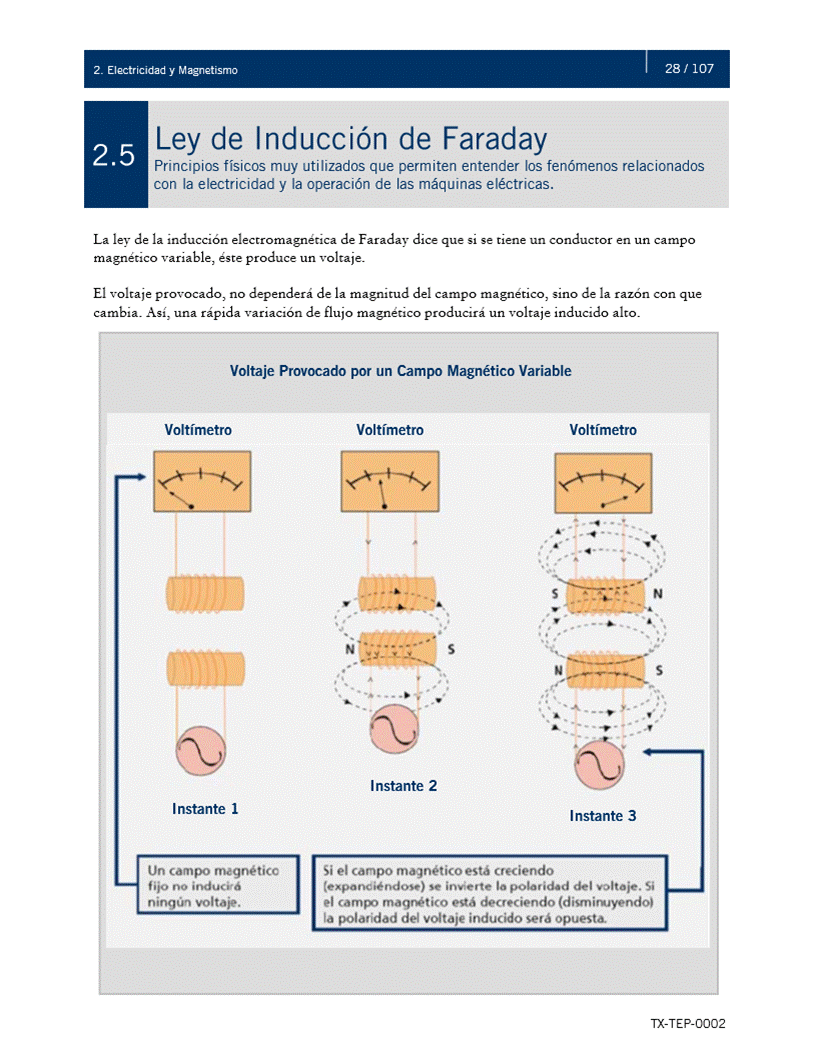 2. Electricidad y Magnetismo
28 / 107
2.5
Ley de Inducción de Faraday
Principios físicos muy utilizados que permiten entender los fenómenos relacionados
con la electricidad y la operación de las máquinas eléctricas.
La ley de la inducción electromagnética de Faraday dice que si se tiene un conductor en un campo
magnético variable, éste produce un voltaje.
El voltaje provocado, no dependerá de la magnitud del campo magnético, sino de la razón con que
cambia. Así, una rápida variación de flujo magnético producirá un voltaje inducido alto.
Voltaje Provocado por un Campo Magnético Variable
Voltímetro
Voltímetro
Voltímetro
S N
N S
N S
Instante 1
Instante 2
Instante 3
Un campo magnético
fijo no inducirá
ningún voltaje.
Si el campo magnético está creciendo
(expandiéndose) se invierte la polaridad del voltaje. Si
el campo magnético está decreciendo (disminuyendo)
la polaridad del voltaje inducido será opuesta.
TX-TEP-0002